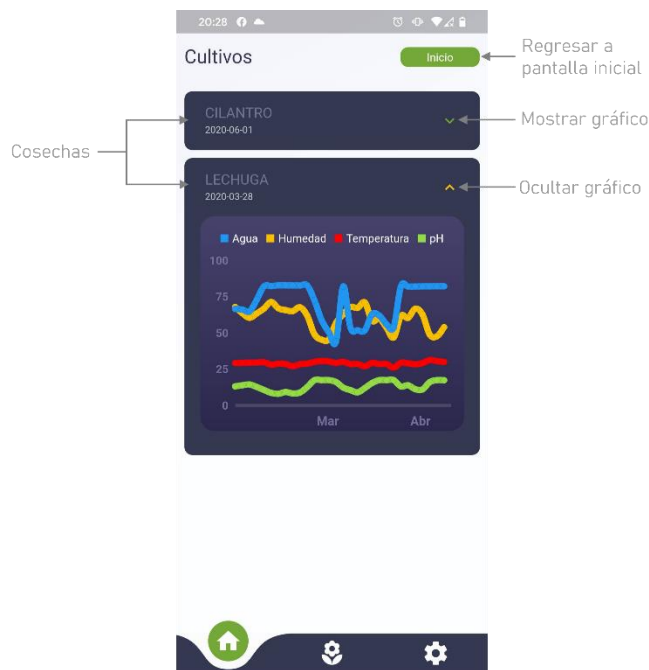 20:28
Cultivos
Inicio
Regresar a
pantalla inicial
CILANTRO
2020-06-01
Mostrar gráfico
Cosechas
LECHUGA
2020-03-28
Ocultar gráfico
Agua Humedad Temperatura pH
100
75
50
25
0
Mar Abr